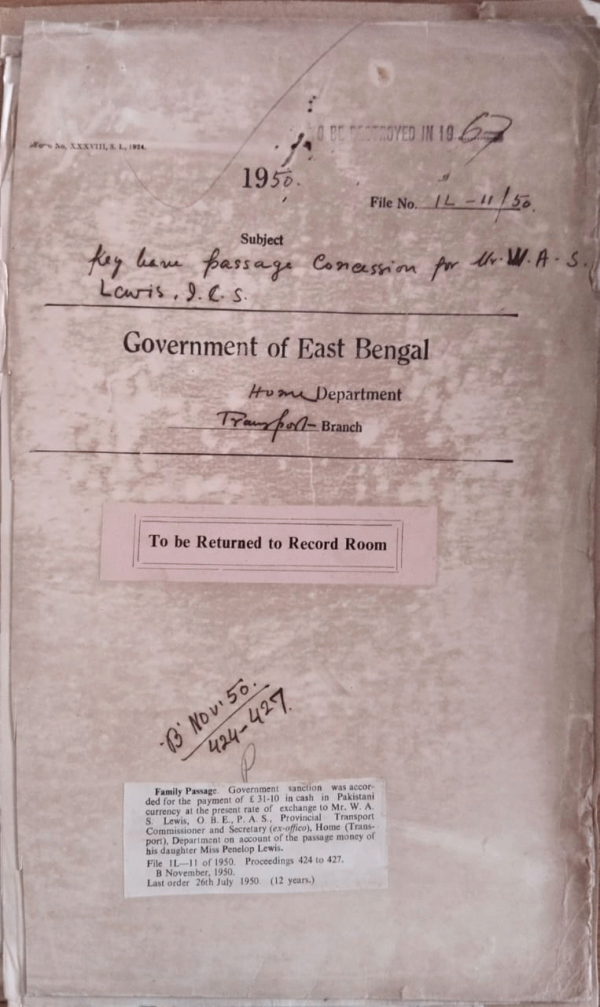 TO BE DESTROYED IN 1963
Form No. XXXVIII, S. I., 1924.
1950.
File No. 1L-11/50.
Subject
leave passage Concession for Mr. W. A. S.
Lewis, I. C. S.
Government of East Bengal
Home Department
Transport Branch
To be Returned to Record Room
'B' Nov '50.
424-427.
P
Family Passage. Government sanction was accor-
ded for the payment of £ 31-10 in cash in Pakistani
currency at the present rate of exchange to Mr. W. A.
S. Lewis, O. B. E., P. A. S., Provincial Transport
Commissioner and Secretary (ex-offico), Home (Trans-
port), Department on account of the passage money of
his daughter Miss Penelop Lewis.
File 1L—11 of 1950. Proceedings 424 to 427.
B November, 1950.
Last order 26th July 1950. (12 years.)